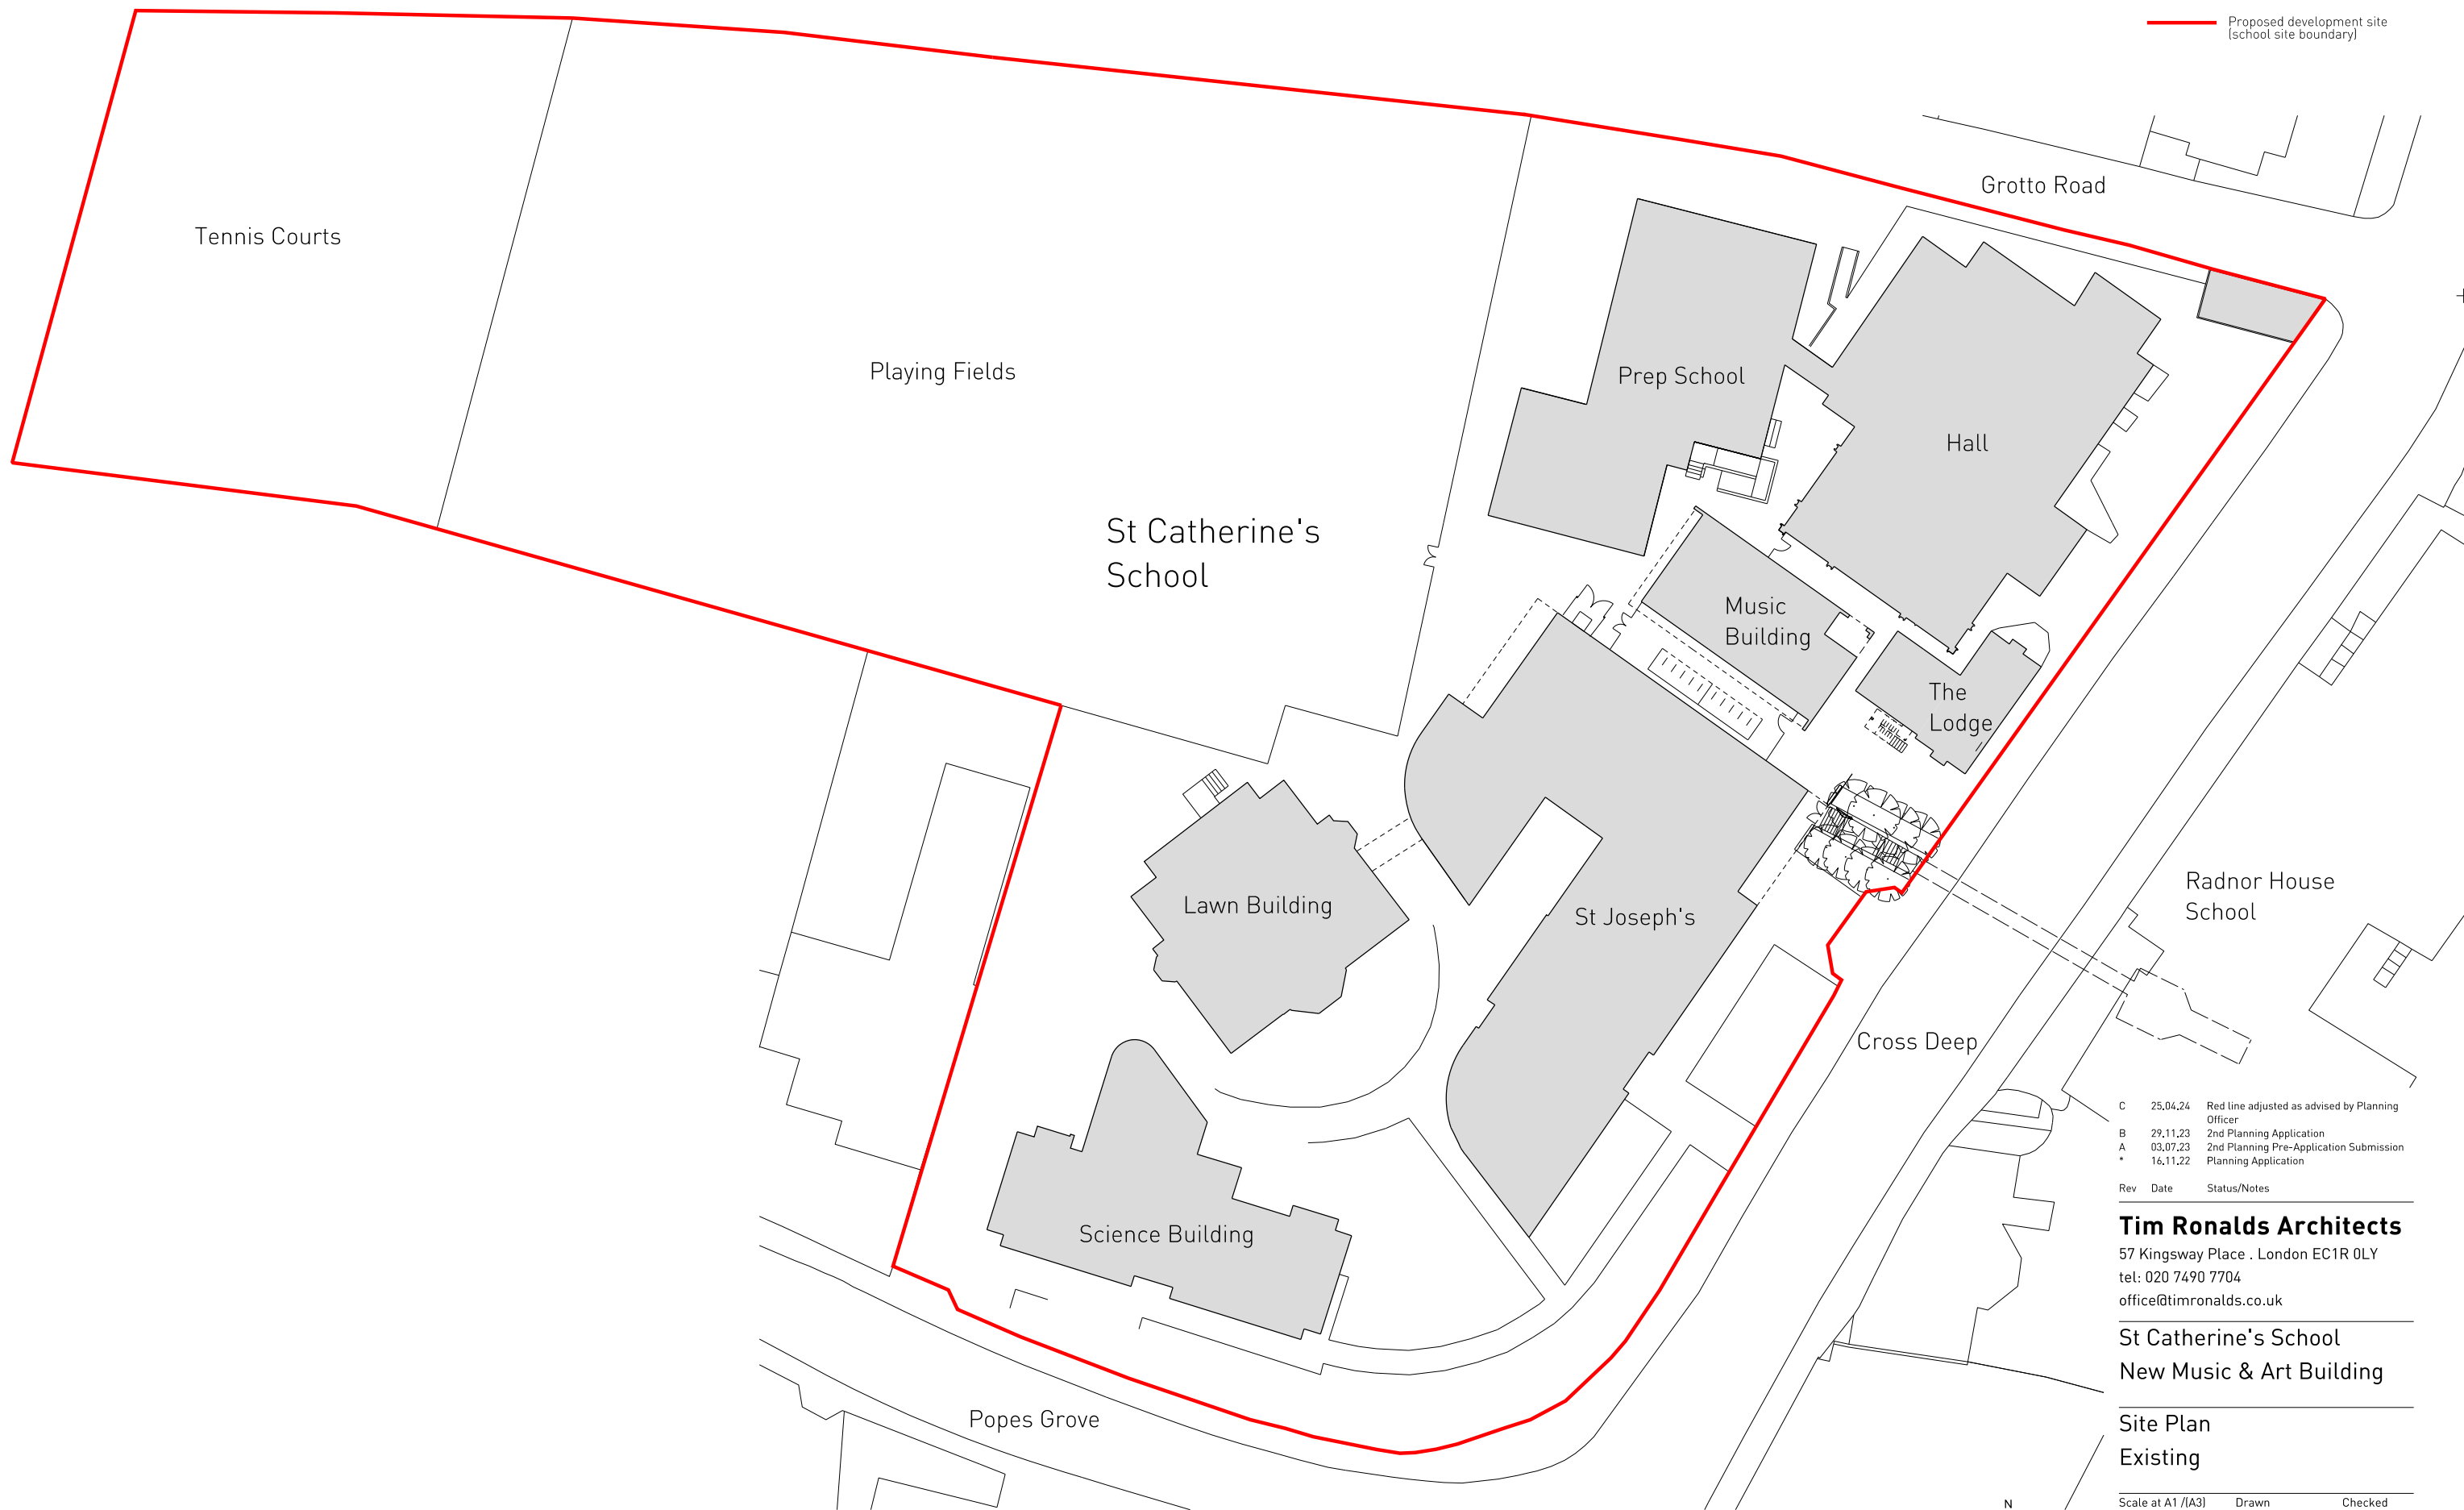 Proposed development site
(school site boundary)
Grotto Road
Tennis Courts
Playing Fields
Prep School
Hall
St Catherine's
School
Music
Building
The
Lodge
Radnor House
School
Lawn Building
St Joseph's
Cross Deep
Science Building
Popes Grove
C 25.04.24 Red line adjusted as advised by Planning
Officer
B 29.11.23 2nd Planning Application
A 03.07.23 2nd Planning Pre-Application Submission
* 16.11.22 Planning Application
Rev Date Status/Notes
Tim Ronalds Architects
57 Kingsway Place . London EC1R 0LY
tel: 020 7490 7704
office@timronalds.co.uk
St Catherine's School
New Music & Art Building
Site Plan
Existing
N
Scale at A1 /(A3) Drawn Checked